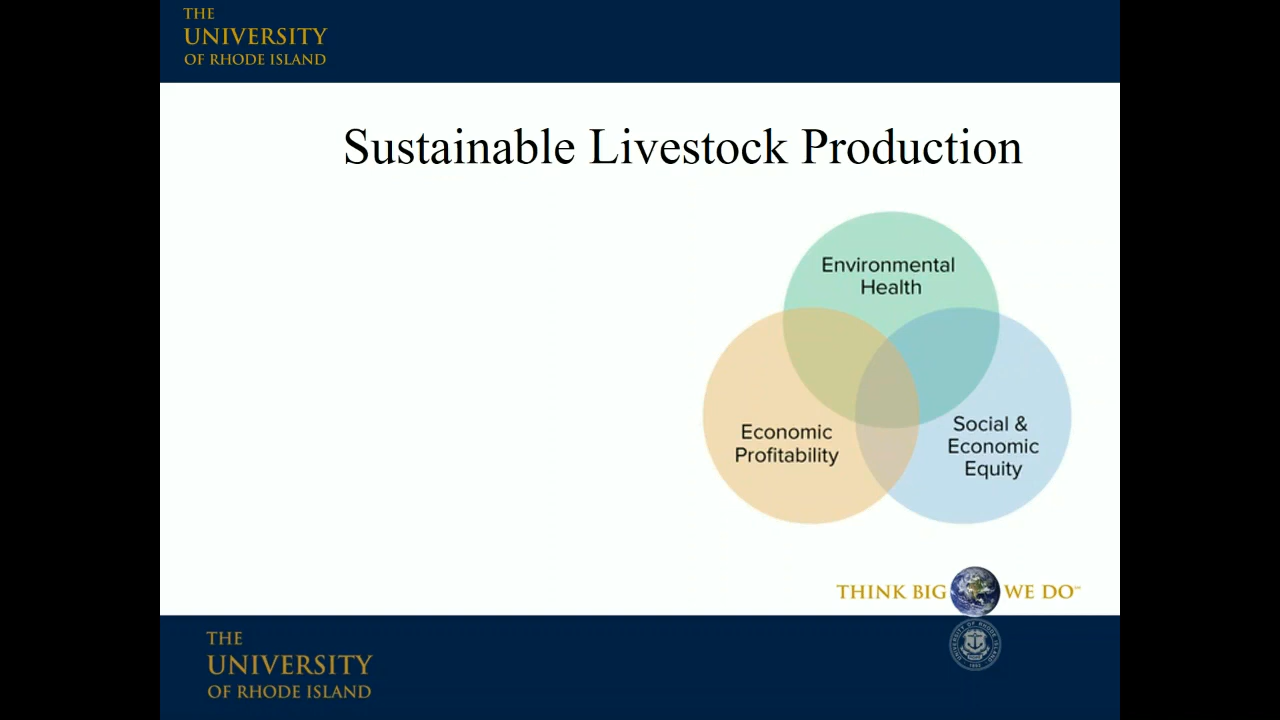 THE
UNIVERSITY
OF RHODE ISLAND
Sustainable Livestock Production
Environmental
Health
Economic
Profitability
Social &
Economic
Equity
THINK BIG WE DO™
THE
UNIVERSITY
OF RHODE ISLAND